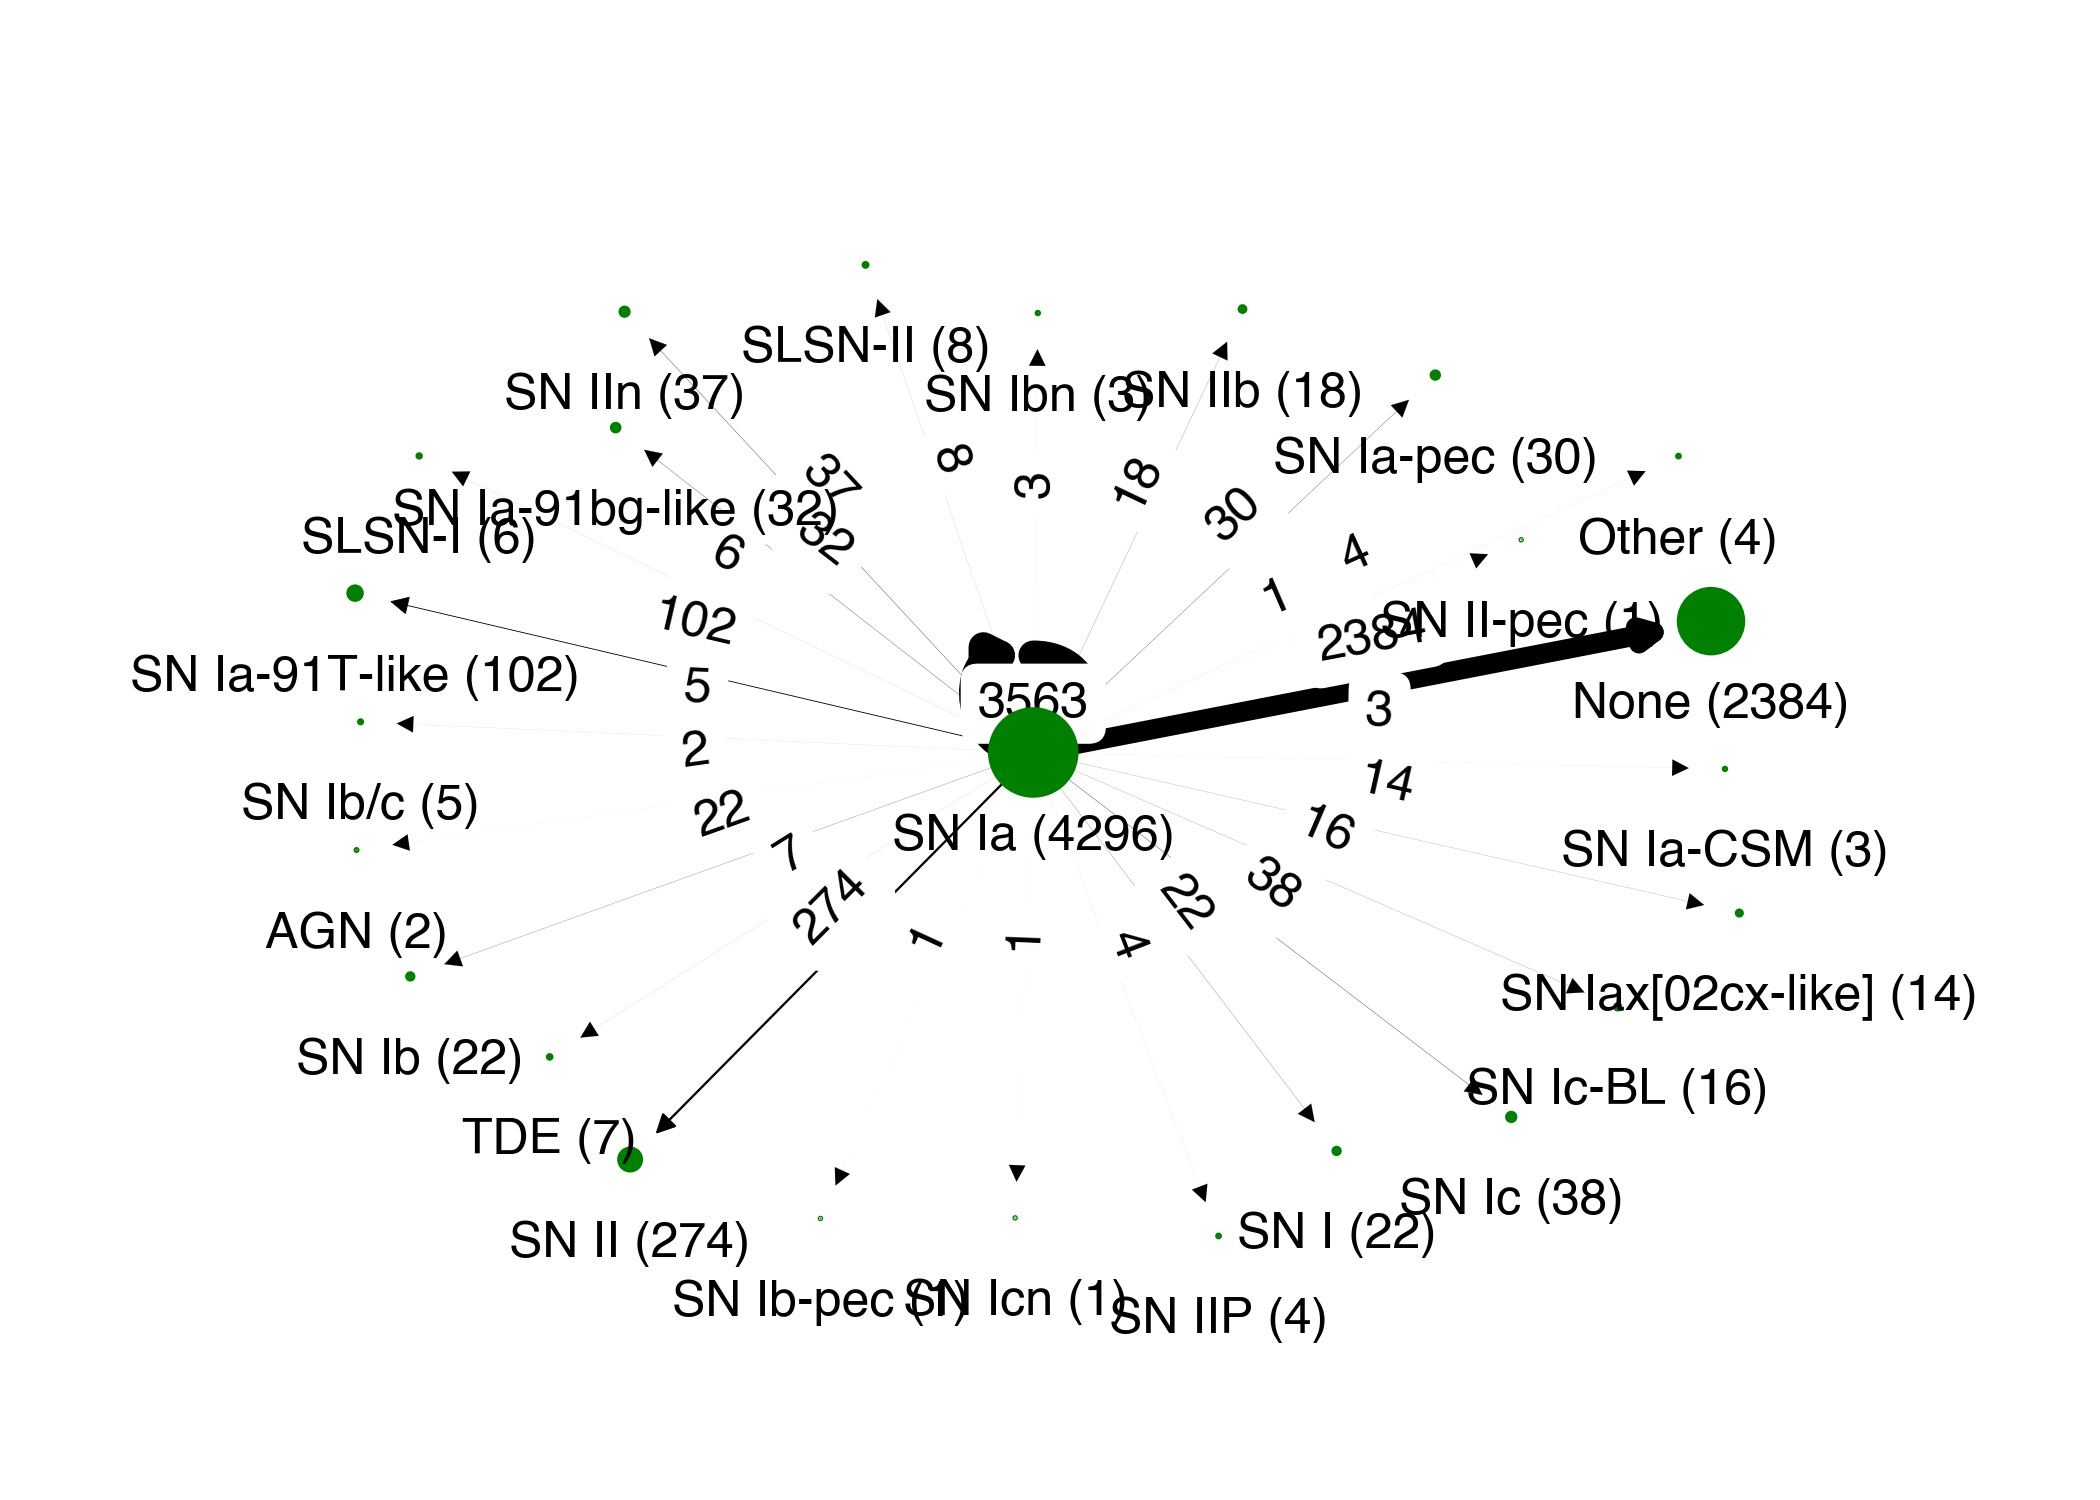 SLSN-II (8)
SN IIn (37)
SN Ibn (3)
SN IIb (18)
SN Ia-pec (30)
8
3
18
37
30
SN Ia-91bg-like (32)
SLSN-I (6)
32
6
4
Other (4)
1
102
2384
SN II-pec (1)
SN Ia-91T-like (102)
5
3563
3
None (2384)
2
14
SN Ib/c (5)
22
7
SN Ia (4296)
16
SN Ia-CSM (3)
38
274
22
AGN (2)
1
1
4
SN Iax[02cx-like] (14)
SN Ib (22)
SN Ic-BL (16)
TDE (7)
SN Ic (38)
SN II (274)
SN I (22)
SN Ib-pec (1)
SN Icn (1)
SN IIP (4)